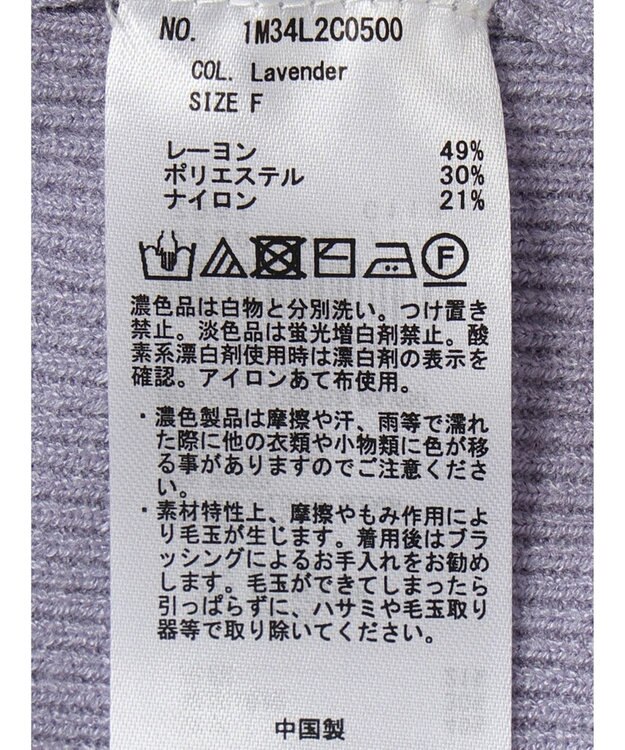 NO. 1M34L2C0500
COL. Lavender
SIZE F
レーヨン 49%
ポリエステル 30%
ナイロン 21%
F
濃色品は白物と分別洗い。つけ置き
禁止。淡色品は蛍光増白剤禁止。酸
素系漂白剤使用時は漂白剤の表示を
確認。アイロンあて布使用。
・濃色製品は摩擦や汗、雨等で濡れ
た際に他の衣類や小物類に色が移
る事がありますのでご注意くださ
い。
・素材特性上、摩擦やもみ作用によ
り毛玉が生じます。着用後はブラ
ッシングによるお手入れをお勧め
します。毛玉ができてしまったら
引っぱらずに、ハサミや毛玉取り
器等で取り除いてください。
中国製